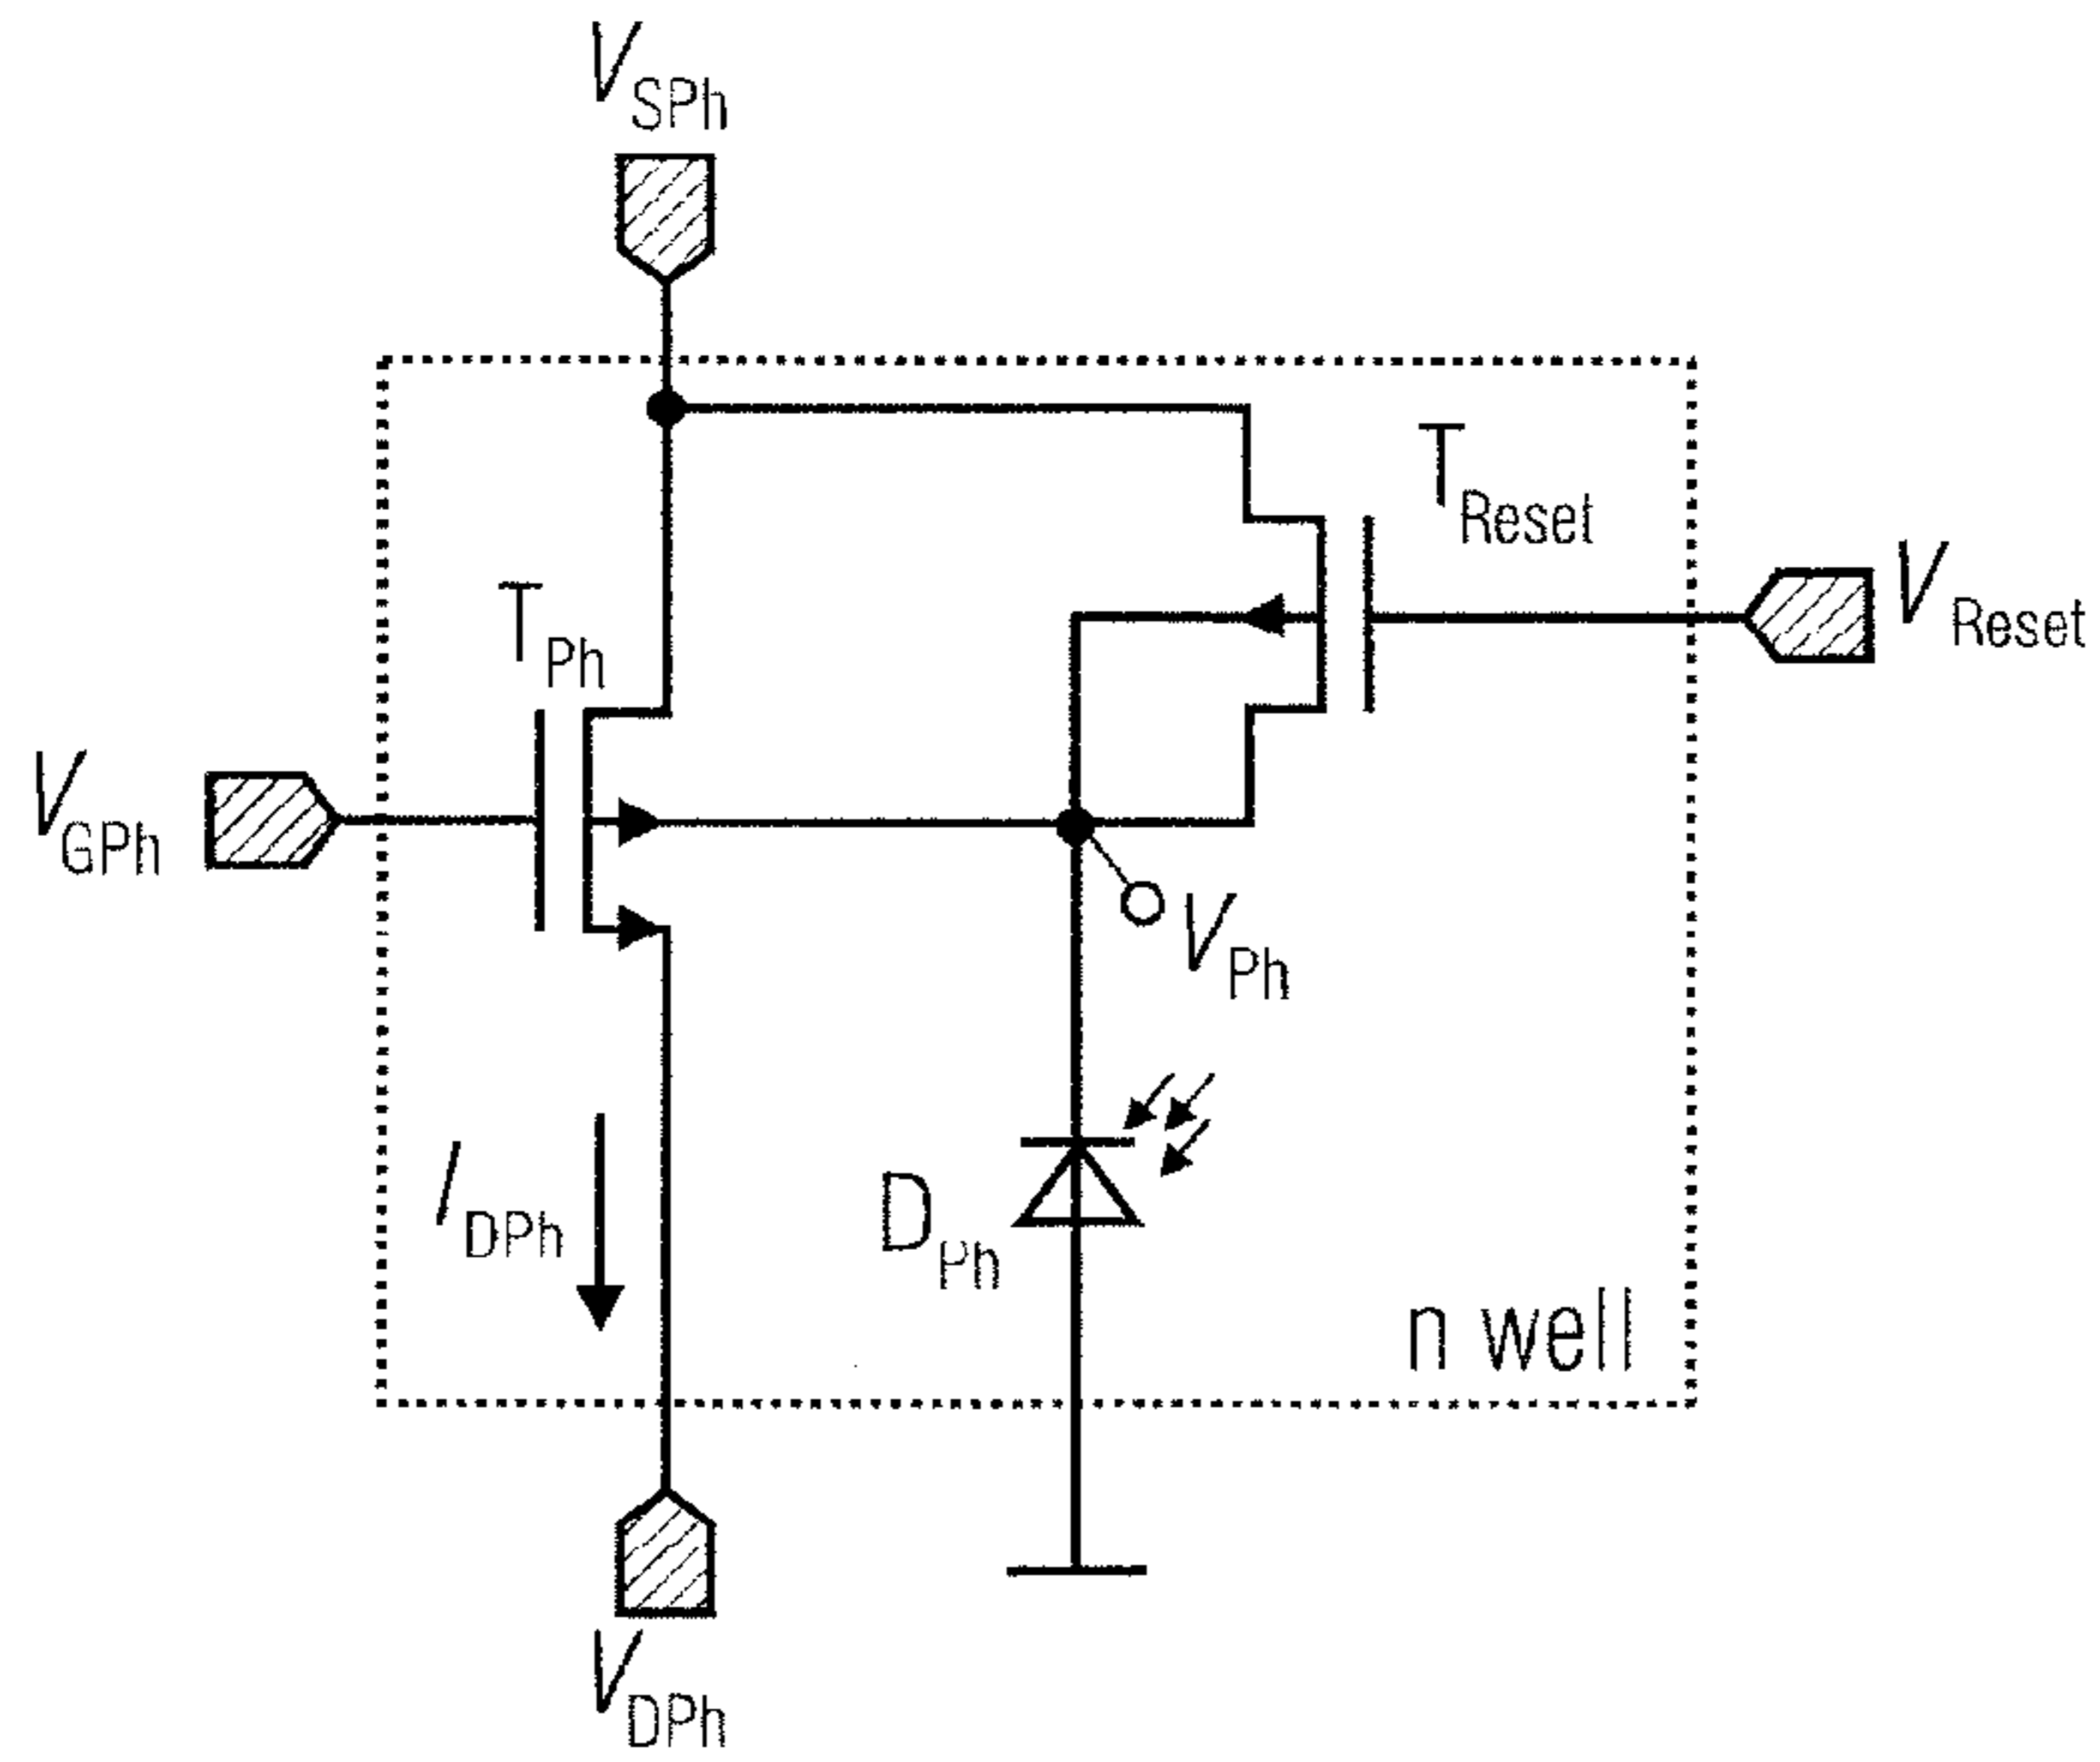 VSPh
TReset
VReset
TPh
VGPh
VPh
IDPh
DPh
n well
VDPh